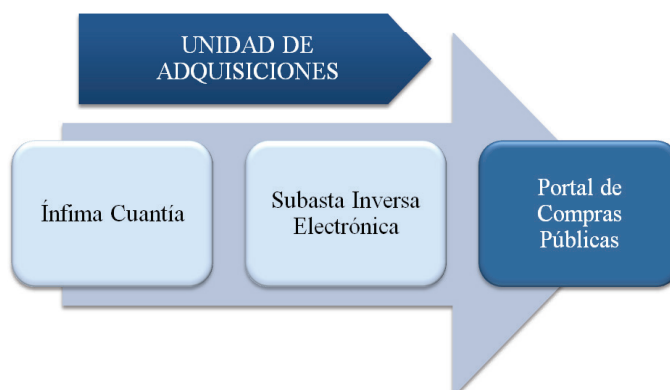 UNIDAD DE
ADQUISICIONES
Ínfima Cuantía
Subasta Inversa
Electrónica
Portal de
Compras
Públicas